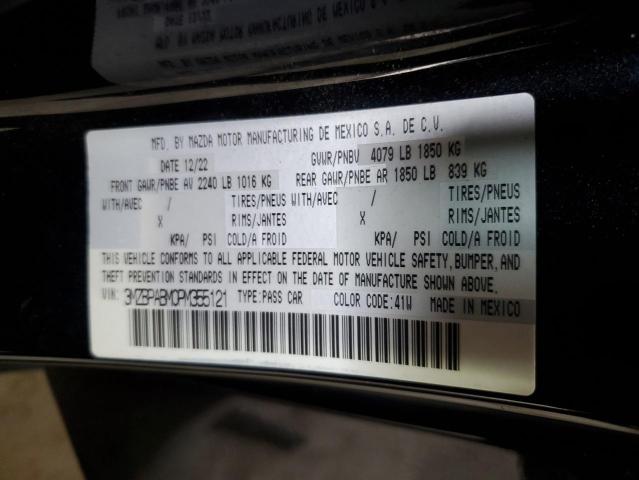 MFD. BY MAZDA MOTOR MANUFACTURING DE MEXICO S.A. DE C.V.
DATE 12/22 GVWR/PNBV 4079 LB 1850 KG
FRONT GAWR/PNBE AV 2240 LB 1016 KG REAR GAWR/PNBE AR 1850 LB 839 KG
WITH/AVEC / TIRES/PNEUS WITH/AVEC / TIRES/PNEUS
X RIMS/JANTES X RIMS/JANTES
KPA/ PSI COLD/A FROID KPA/ PSI COLD/A FROID
THIS VEHICLE CONFORMS TO ALL APPLICABLE FEDERAL MOTOR VEHICLE SAFETY,BUMPER,AND
THEFT PREVENTION STANDARDS IN EFFECT ON THE DATE OF MANUFACTURE SHOWN ABOVE.
VIN: 3MZBPABM0PM355121 TYPE:PASS CAR COLOR CODE:41W MADE IN MEXICO